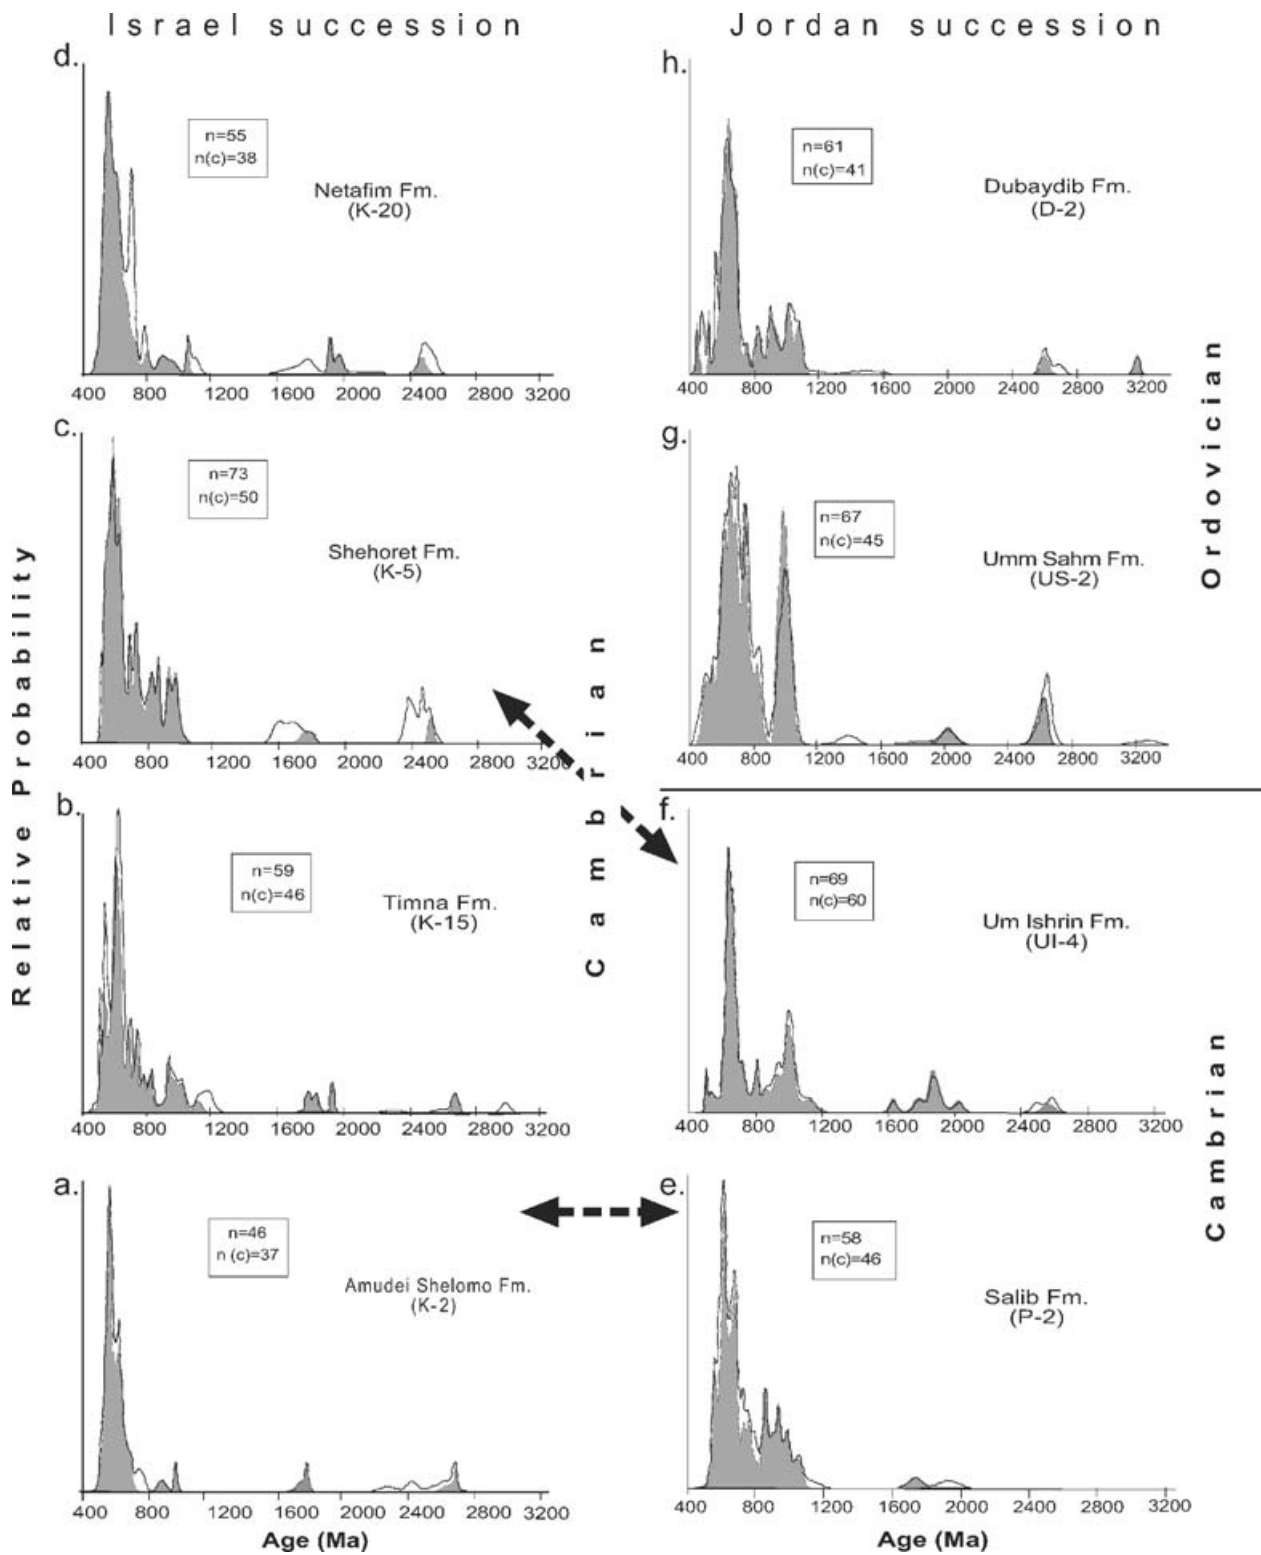 Israel succession
Jordan succession
d.
n=55
n(c)=38
Netafim Fm.
(K-20)
400 800 1200 1600 2000 2400 2800 3200
h.
n=61
n(c)=41
Dubaydib Fm.
(D-2)
400 800 1200 1600 2000 2400 2800 3200
c.
n=73
n(c)=50
Shehoret Fm.
(K-5)
400 800 1200 1600 2000 2400 2800 3200
g.
n=67
n(c)=45
Umm Sahm Fm.
(US-2)
400 800 1200 1600 2000 2400 2800 3200
b.
n=59
n(c)=46
Timna Fm.
(K-15)
400 800 1200 1600 2000 2400 2800 3200
f.
n=69
n(c)=60
Um Ishrin Fm.
(UI-4)
400 800 1200 1600 2000 2400 2800 3200
a.
n=46
n (c)=37
Amudei Shelomo Fm.
(K-2)
400 800 1200 1600 2000 2400 2800 3200
Age (Ma)
e.
n=58
n(c)=46
Salib Fm.
(P-2)
400 800 1200 1600 2000 2400 2800 3200
Age (Ma)
Relative Probability
Cambrian
Ordovician
Cambrian